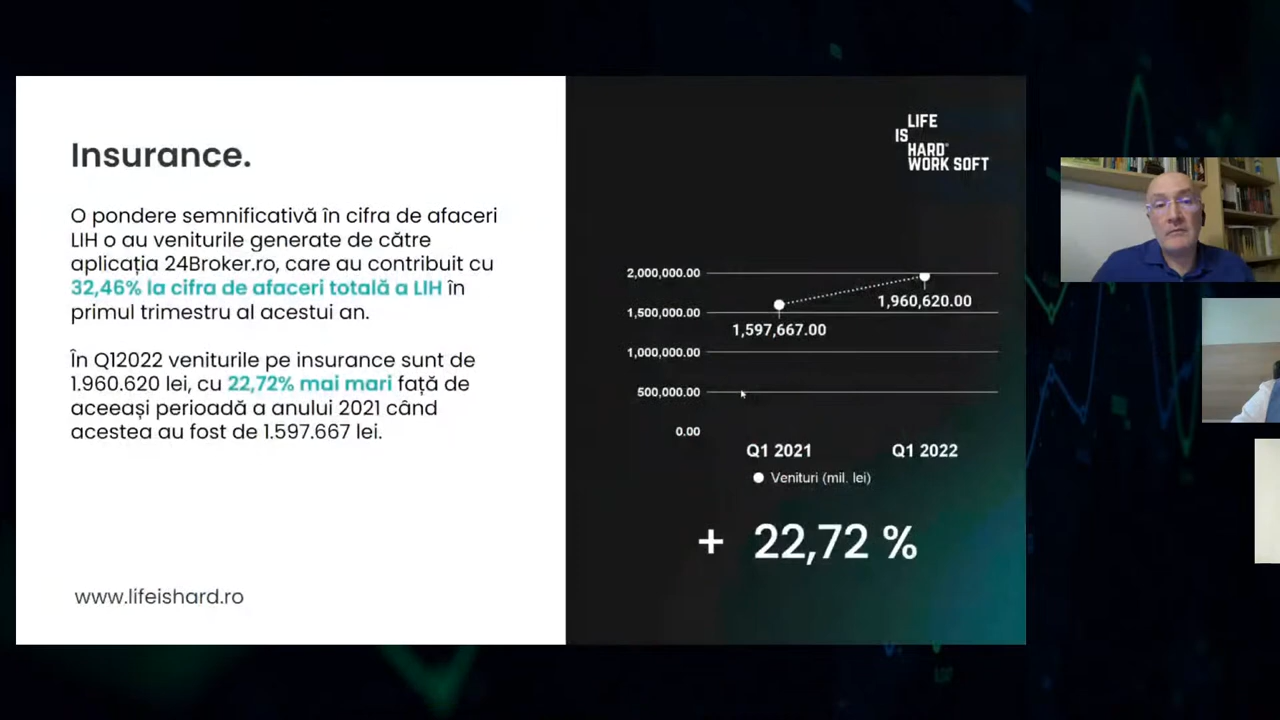 Insurance.
O pondere semnificativă în cifra de afaceri
LIH o au veniturile generate de către
aplicația 24Broker.ro, care au contribuit cu
32,46% la cifra de afaceri totală a LIH în
primul trimestru al acestui an.
În Q12022 veniturile pe insurance sunt de
1.960.620 lei, cu 22,72% mai mari față de
aceeași perioadă a anului 2021 când
acestea au fost de 1.597.667 lei.
www.lifeishard.ro
LIFE
IS
HARD®
WORK SOFT
2,000,000.00
1,500,000.00
1,000,000.00
500,000.00
0.00
1,597,667.00
1,960,620.00
Q1 2021
Q1 2022
Venituri (mil. lei)
+ 22,72 %